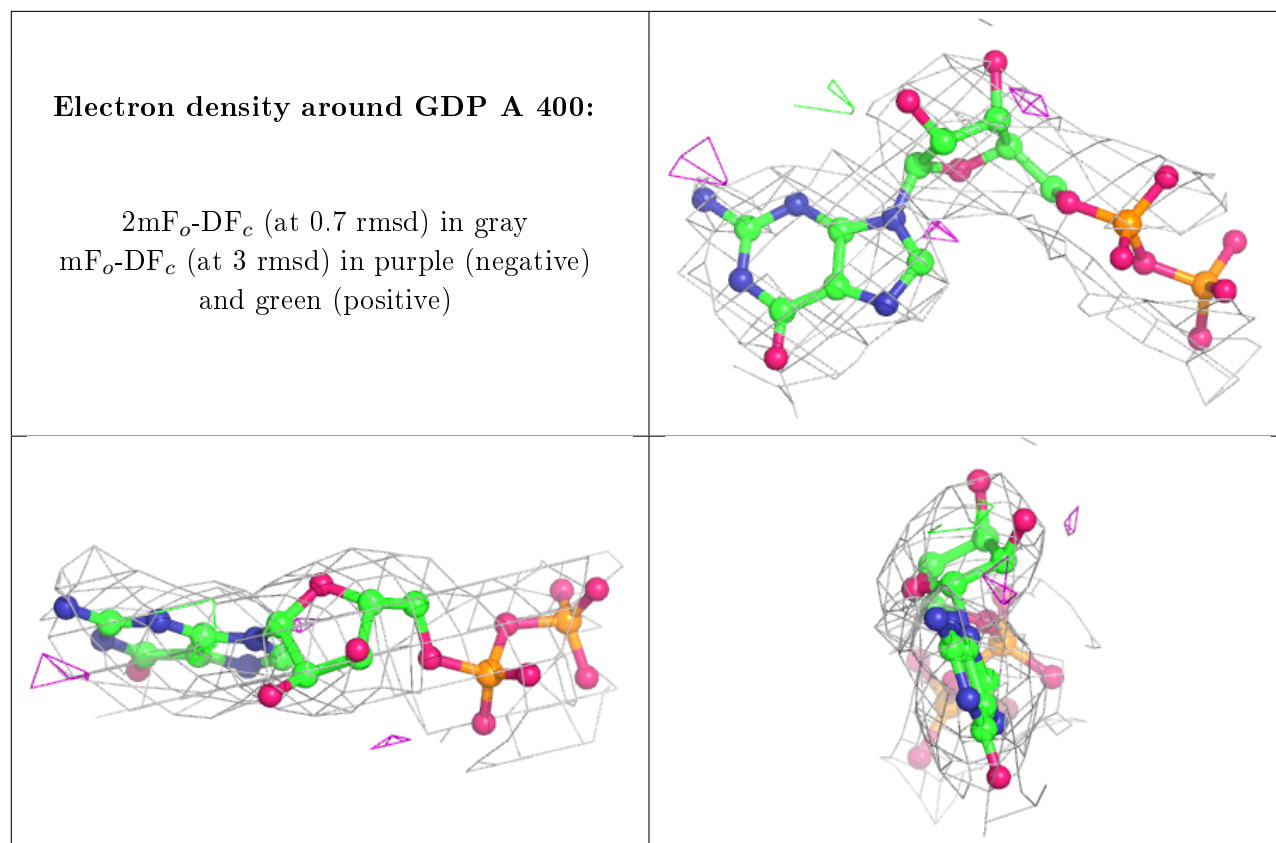 Electron density around GDP A 400:
2mFo-DFc (at 0.7 rmsd) in gray
mFo-DFc (at 3 rmsd) in purple (negative)
and green (positive)